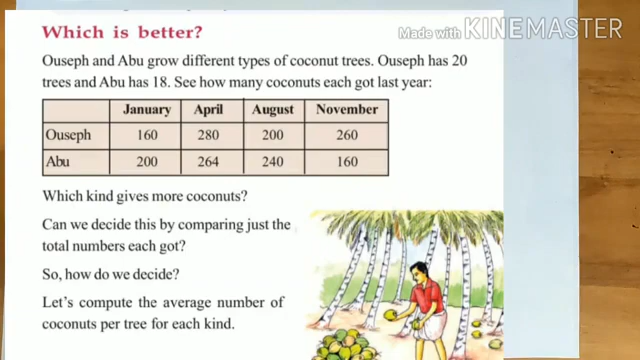 Which is better?
Made with KINEMASTER
Ouseph and Abu grow different types of coconut trees. Ouseph has 20
trees and Abu has 18. See how many coconuts each got last year:
January April August November
Ouseph 160 280 200 260
Abu 200 264 240 160
Which kind gives more coconuts?
Can we decide this by comparing just the
total numbers each got?
So, how do we decide?
Let's compute the average number of
coconuts per tree for each kind.